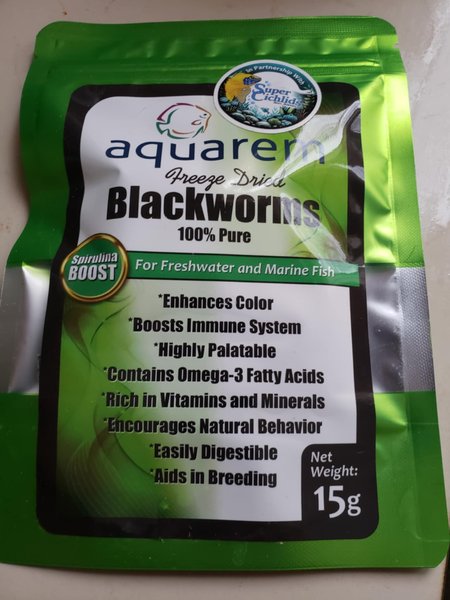 in Partnership With
Super
Cichlids
aquarem
Freeze Dried
Blackworms
100% Pure
Spirulina
BOOST
For Freshwater and Marine Fish
*Enhances Color
*Boosts Immune System
*Highly Palatable
*Contains Omega-3 Fatty Acids
*Rich in Vitamins and Minerals
*Encourages Natural Behavior
*Easily Digestible
*Aids in Breeding
Net
Weight:
15g